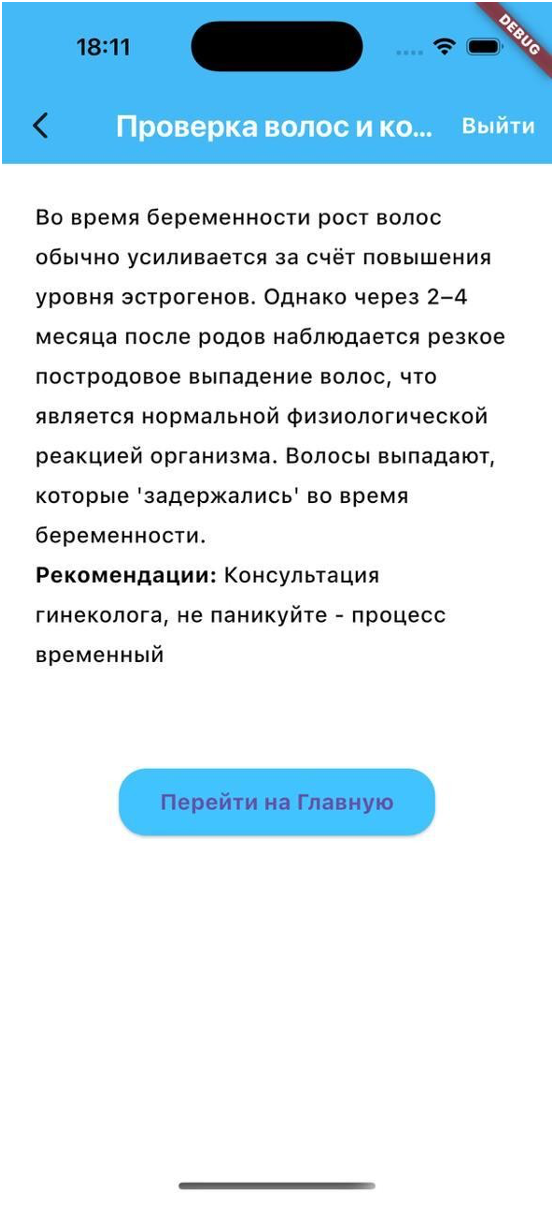 18:11
DEBUG
Проверка волос и ко...
Выйти
Во время беременности рост волос
обычно усиливается за счёт повышения
уровня эстрогенов. Однако через 2–4
месяца после родов наблюдается резкое
постродовое выпадение волос, что
является нормальной физиологической
реакцией организма. Волосы выпадают,
которые 'задержались' во время
беременности.
Рекомендации: Консультация
гинеколога, не паникуйте - процесс
временный
Перейти на Главную